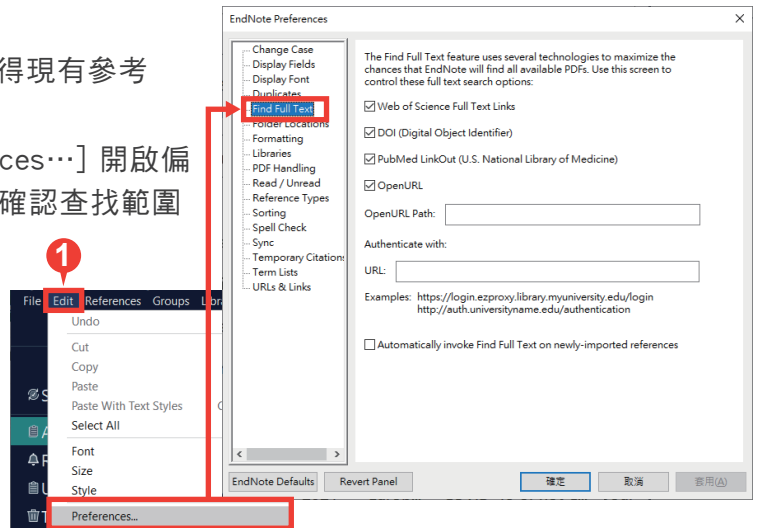 得現有參考
ces…] 開啟偏
確認查找範圍
1
File Edit References Groups
Undo
Cut
Copy
Paste
Paste With Text Styles
Select All
Font
Size
Style
Preferences...
EndNote Preferences
Change Case
Display Fields
Display Font
Duplicates
Find Full Text
Folder Locations
Formatting
Libraries
PDF Handling
Read / Unread
Reference Types
Sorting
Spell Check
Sync
Temporary Citations
Term Lists
URLs & Links
The Find Full Text feature uses several technologies to maximize the
chances that EndNote will find all available PDFs. Use this screen to
control these full text search options:
Web of Science Full Text Links
DOI (Digital Object Identifier)
PubMed LinkOut (U.S. National Library of Medicine)
OpenURL
OpenURL Path:
Authenticate with:
URL:
Examples: https://login.ezproxy.library.myuniversity.edu/login
http://auth.universityname.edu/authentication
Automatically invoke Find Full Text on newly-imported references
EndNote Defaults Revert Panel 確定 取消 套用(A)